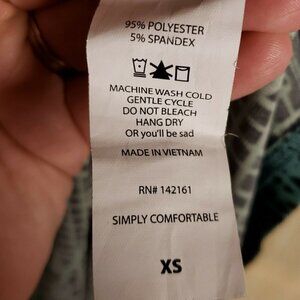 95% POLYESTER
5% SPANDEX
MACHINE WASH COLD
GENTLE CYCLE
DO NOT BLEACH
HANG DRY
OR you'll be sad
MADE IN VIETNAM
RN# 142161
SIMPLY COMFORTABLE
XS